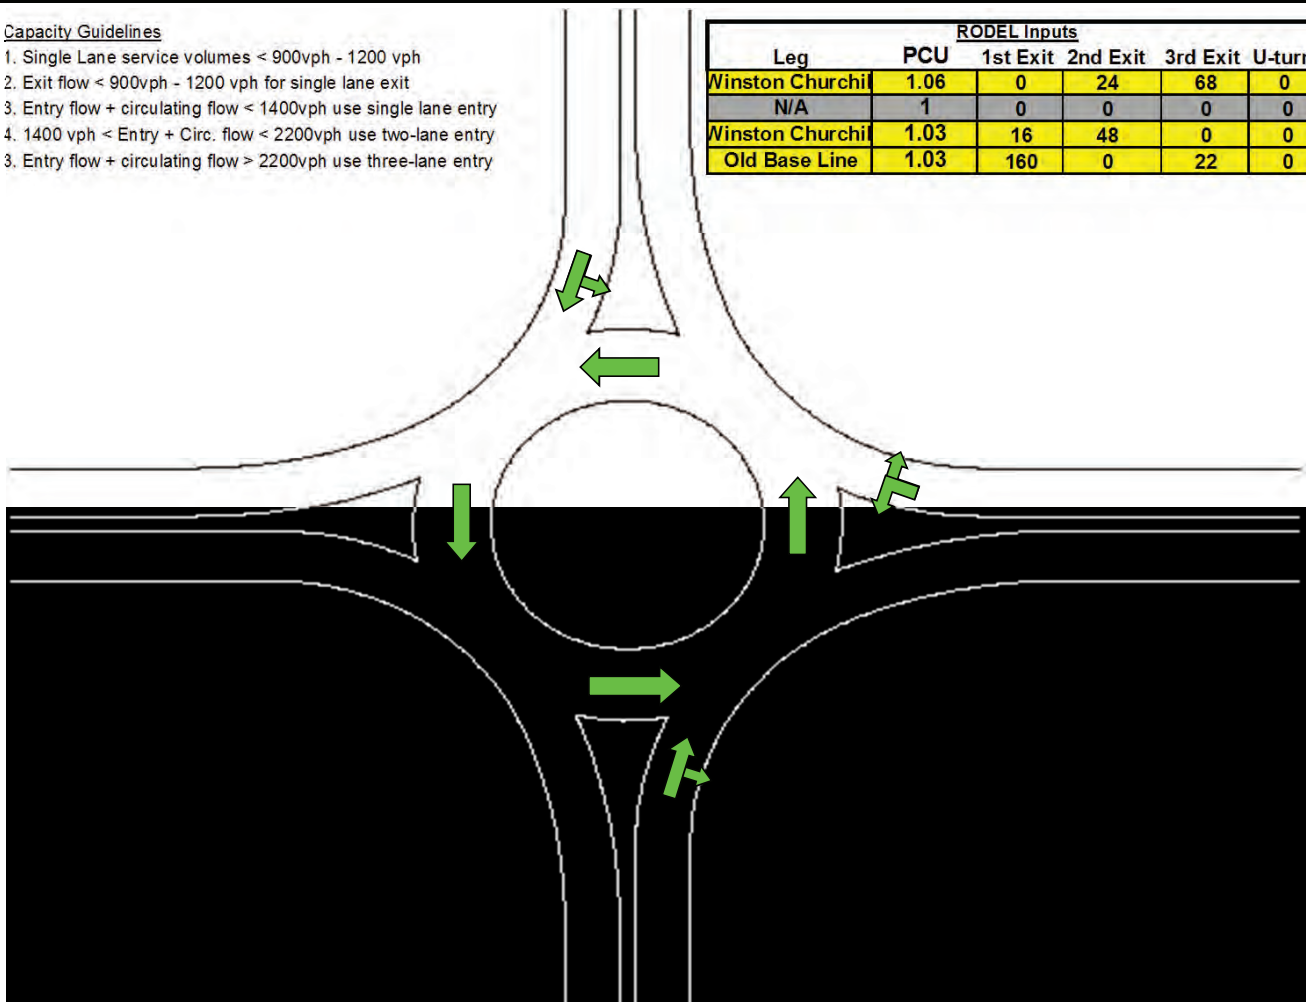 Capacity Guidelines
1. Single Lane service volumes < 900vph - 1200 vph
2. Exit flow < 900vph - 1200 vph for single lane exit
3. Entry flow + circulating flow < 1400vph use single lane entry
4. 1400 vph < Entry + Circ. flow < 2200vph use two-lane entry
3. Entry flow + circulating flow > 2200vph use three-lane entry
RODEL Inputs
Leg PCU 1st Exit 2nd Exit 3rd Exit U-turn
Winston Churchil 1.06 0 24 68 0
N/A 1 0 0 0 0
Winston Churchil 1.03 16 48 0 0
Old Base Line 1.03 160 0 22 0